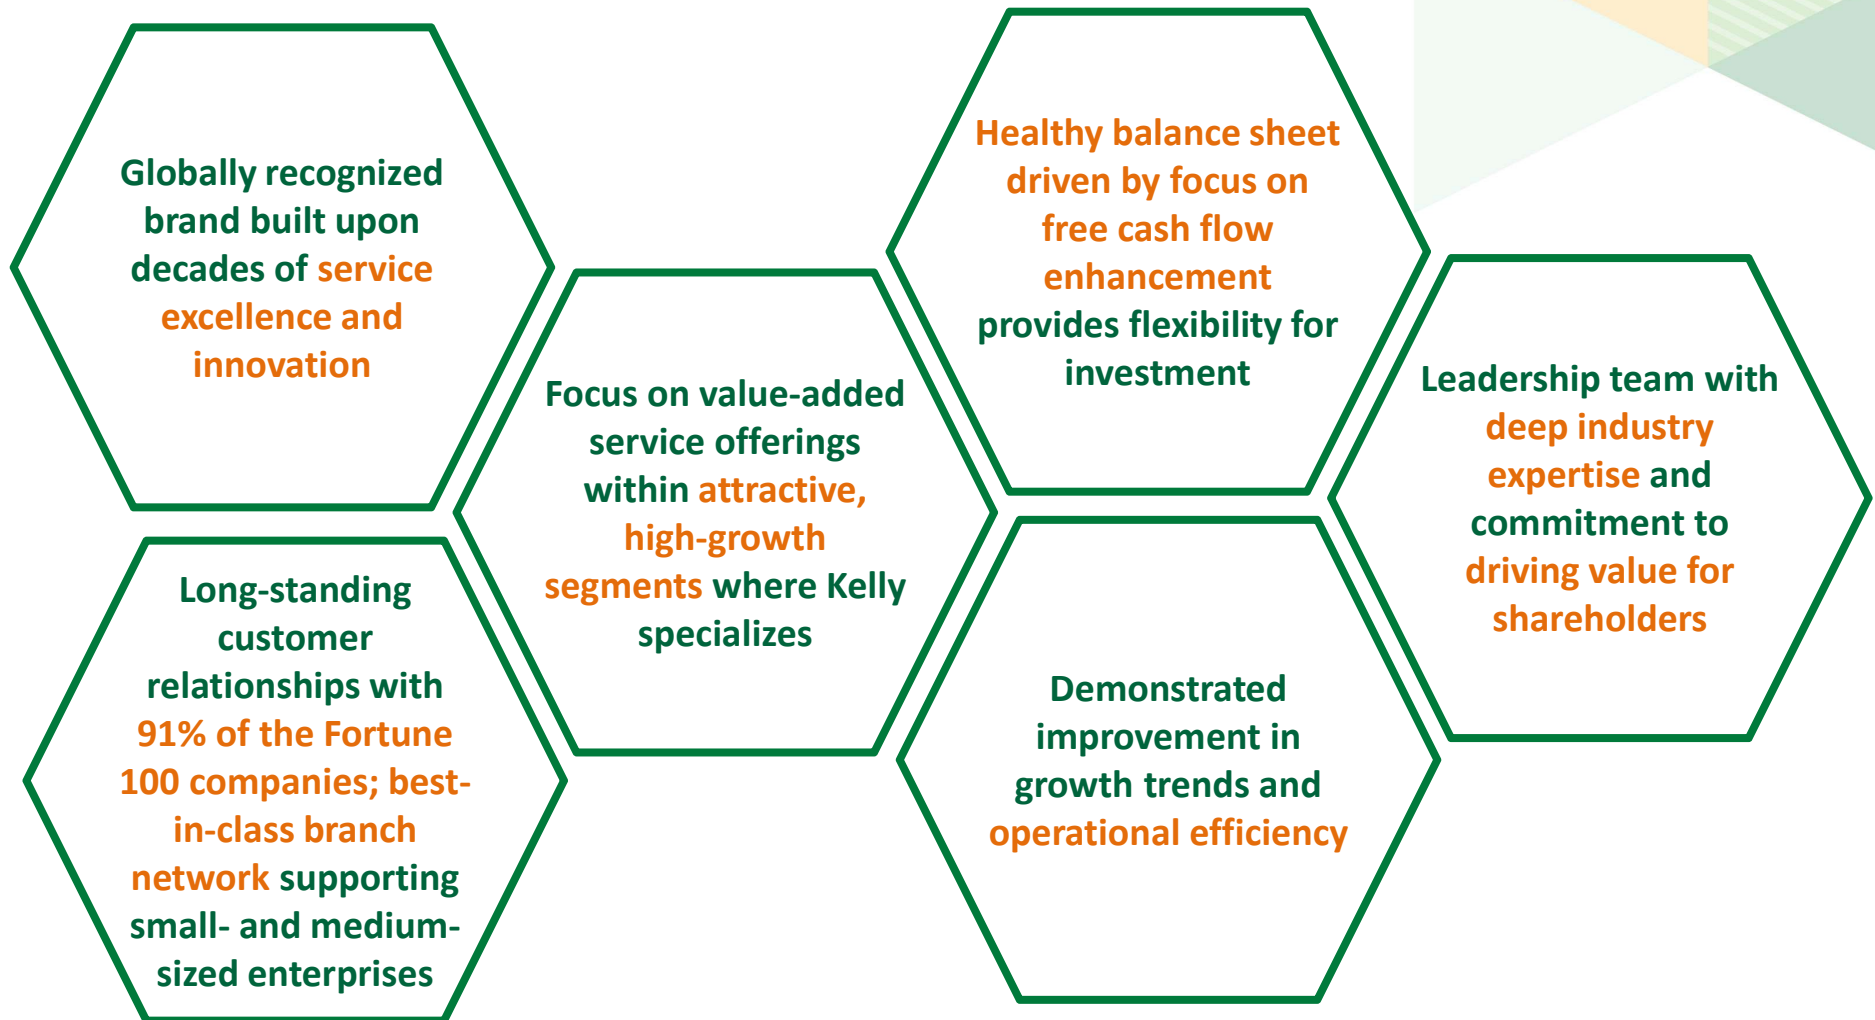 Globally recognized
brand built upon
decades of service
excellence and
innovation
Long-standing
customer
relationships with
91% of the Fortune
100 companies; best-
in-class branch
network supporting
small- and medium-
sized enterprises
Focus on value-added
service offerings
within attractive,
high-growth
segments where Kelly
specializes
Healthy balance sheet
driven by focus on
free cash flow
enhancement
provides flexibility for
investment
Demonstrated
improvement in
growth trends and
operational efficiency
Leadership team with
deep industry
expertise and
commitment to
driving value for
shareholders